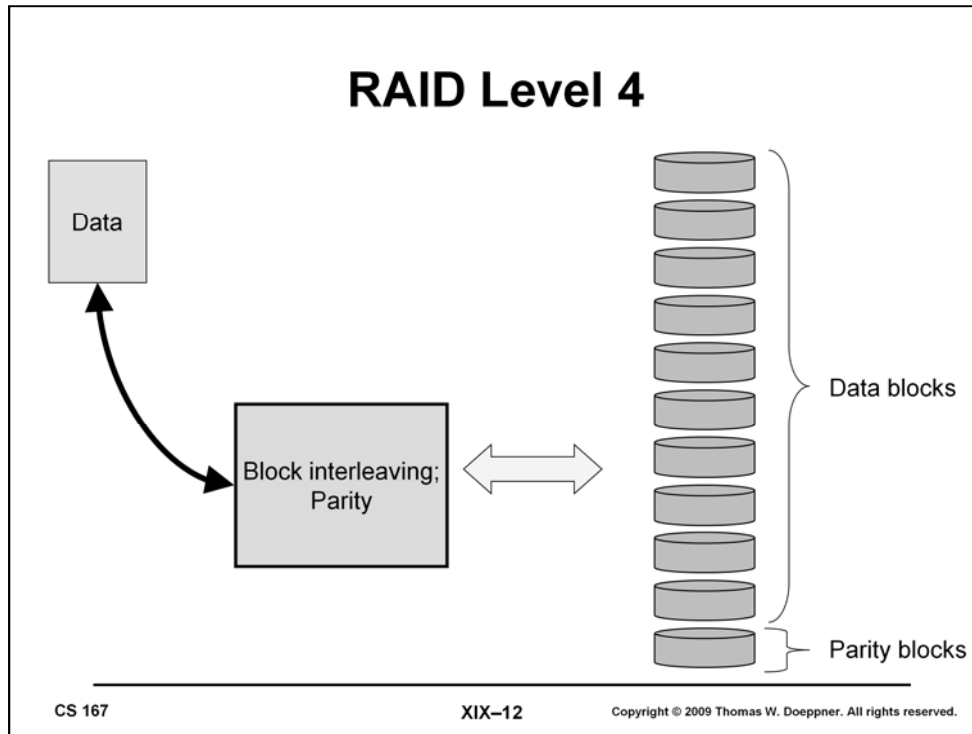 RAID Level 4
Data
Block interleaving;
Parity
Data blocks
Parity blocks
CS 167
XIX–12
Copyright © 2009 Thomas W. Doeppner. All rights reserved.